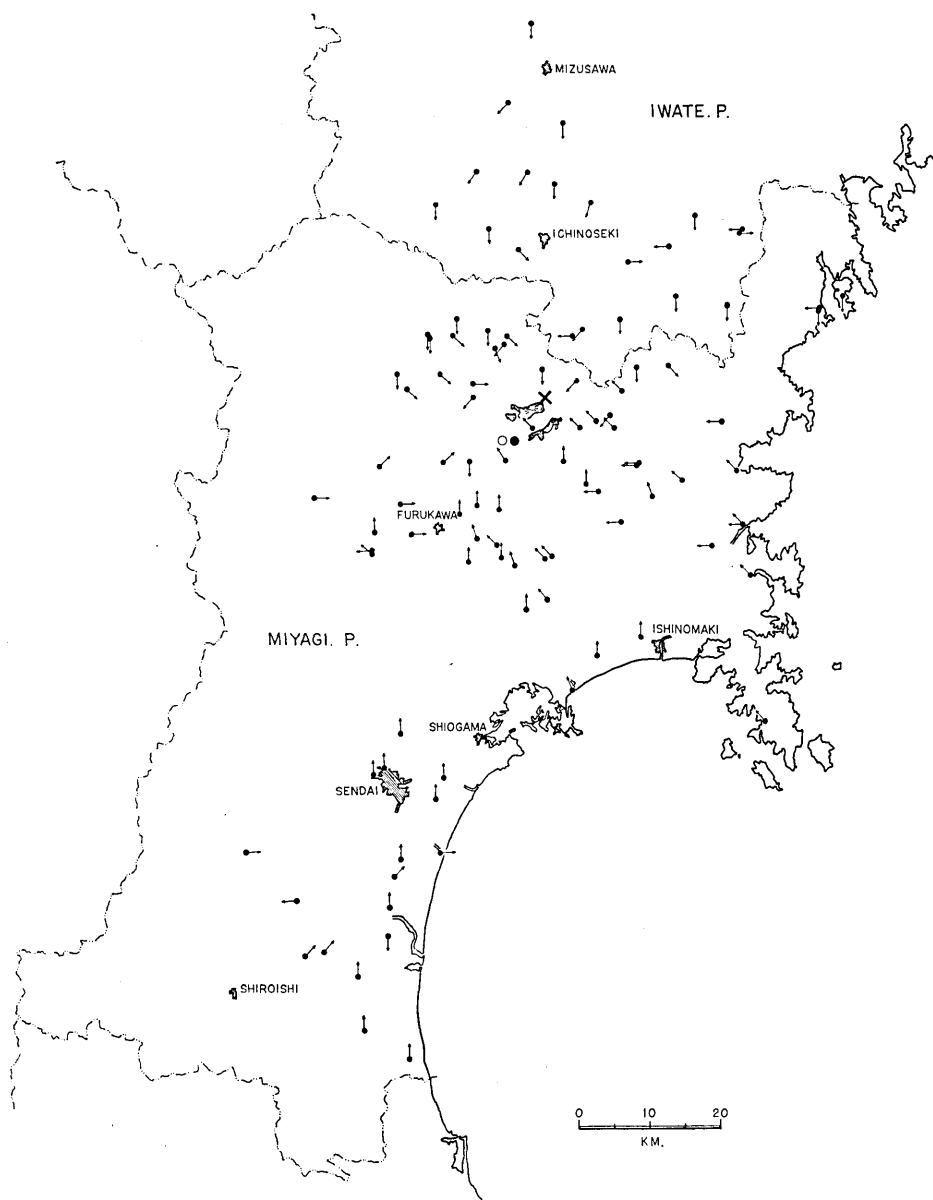 MIZUSAWA
IWATE. P.
ICHINOSEKI
FURUKAWA
MIYAGI. P.
ISHINOMAKI
SHIOGAMA
SENDAI
SHIROISHI
0 10 20
KM.